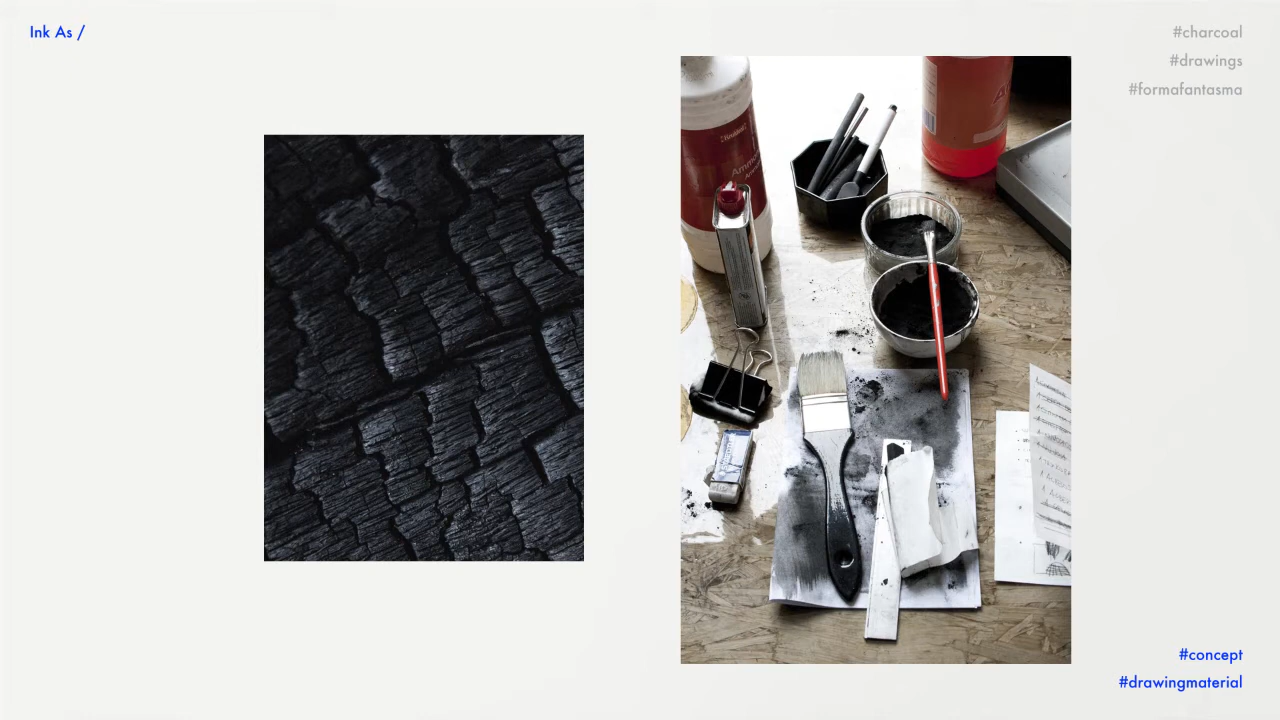 Ink As /
#charcoal
#drawings
#formafantasma
#concept
#drawingmaterial